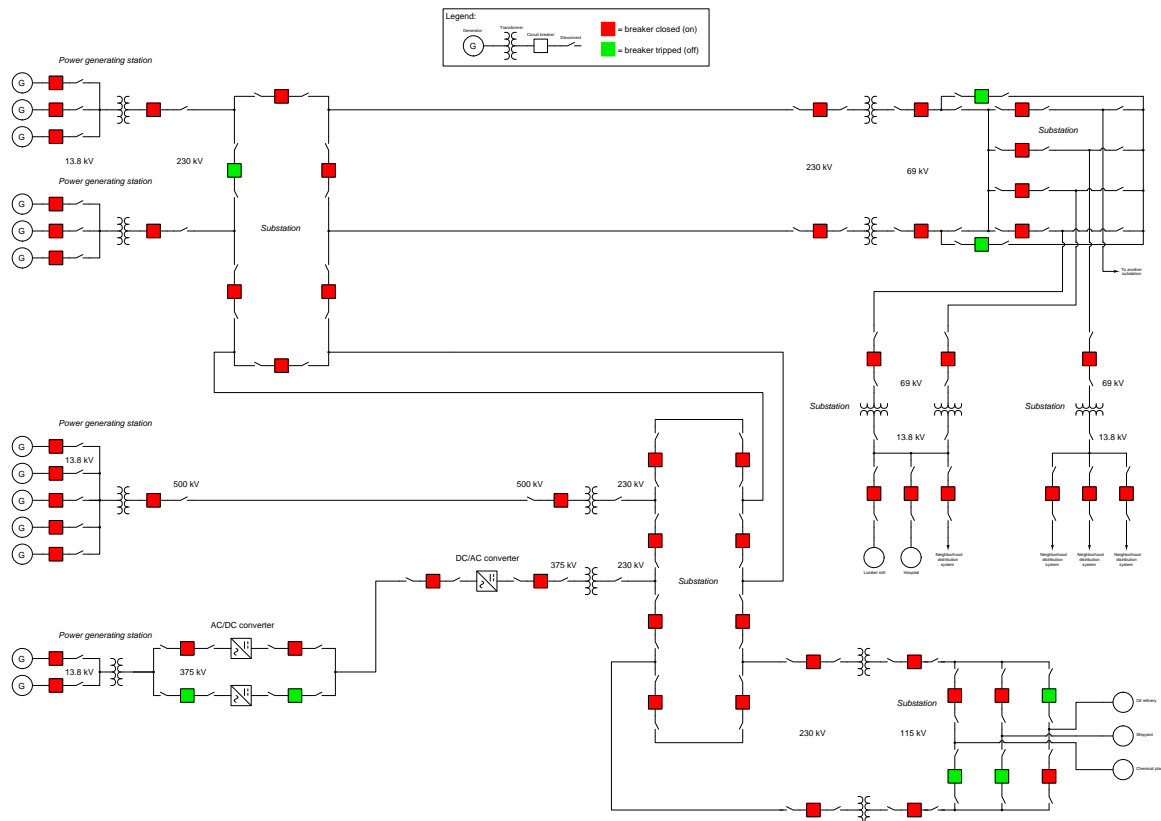 Legend:
Generator
Transformer
Circuit breaker
Disconnect
G
= breaker closed (on)
= breaker tripped (off)
Power generating station
G
G
G
13.8 kV
230 kV
230 kV
69 kV
Substation
Power generating station
G
G
G
Substation
To another
substation
69 kV
69 kV
Substation
Substation
13.8 kV
13.8 kV
Lumber mill
Hospital
Neighborhood
distribution
system
Neighborhood
distribution
system
Neighborhood
distribution
system
Neighborhood
distribution
system
Power generating station
G
G
G
G
G
13.8 kV
500 kV
500 kV
230 kV
DC/AC converter
375 kV
230 kV
Substation
Power generating station
G
G
13.8 kV
AC/DC converter
375 kV
Substation
230 kV
115 kV
Oil refinery
Shipyard
Chemical pla